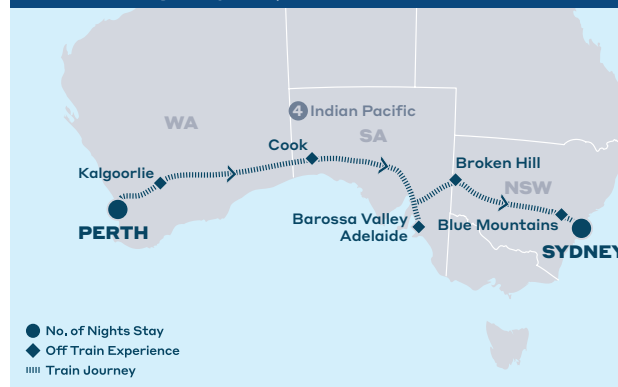 4 Indian Pacific
WA
SA
Cook
Kalgoorlie
Broken Hill
NSW
Barossa Valley
Adelaide
Blue Mountains
PERTH
SYDNEY
No. of Nights Stay
Off Train Experience
Train Journey